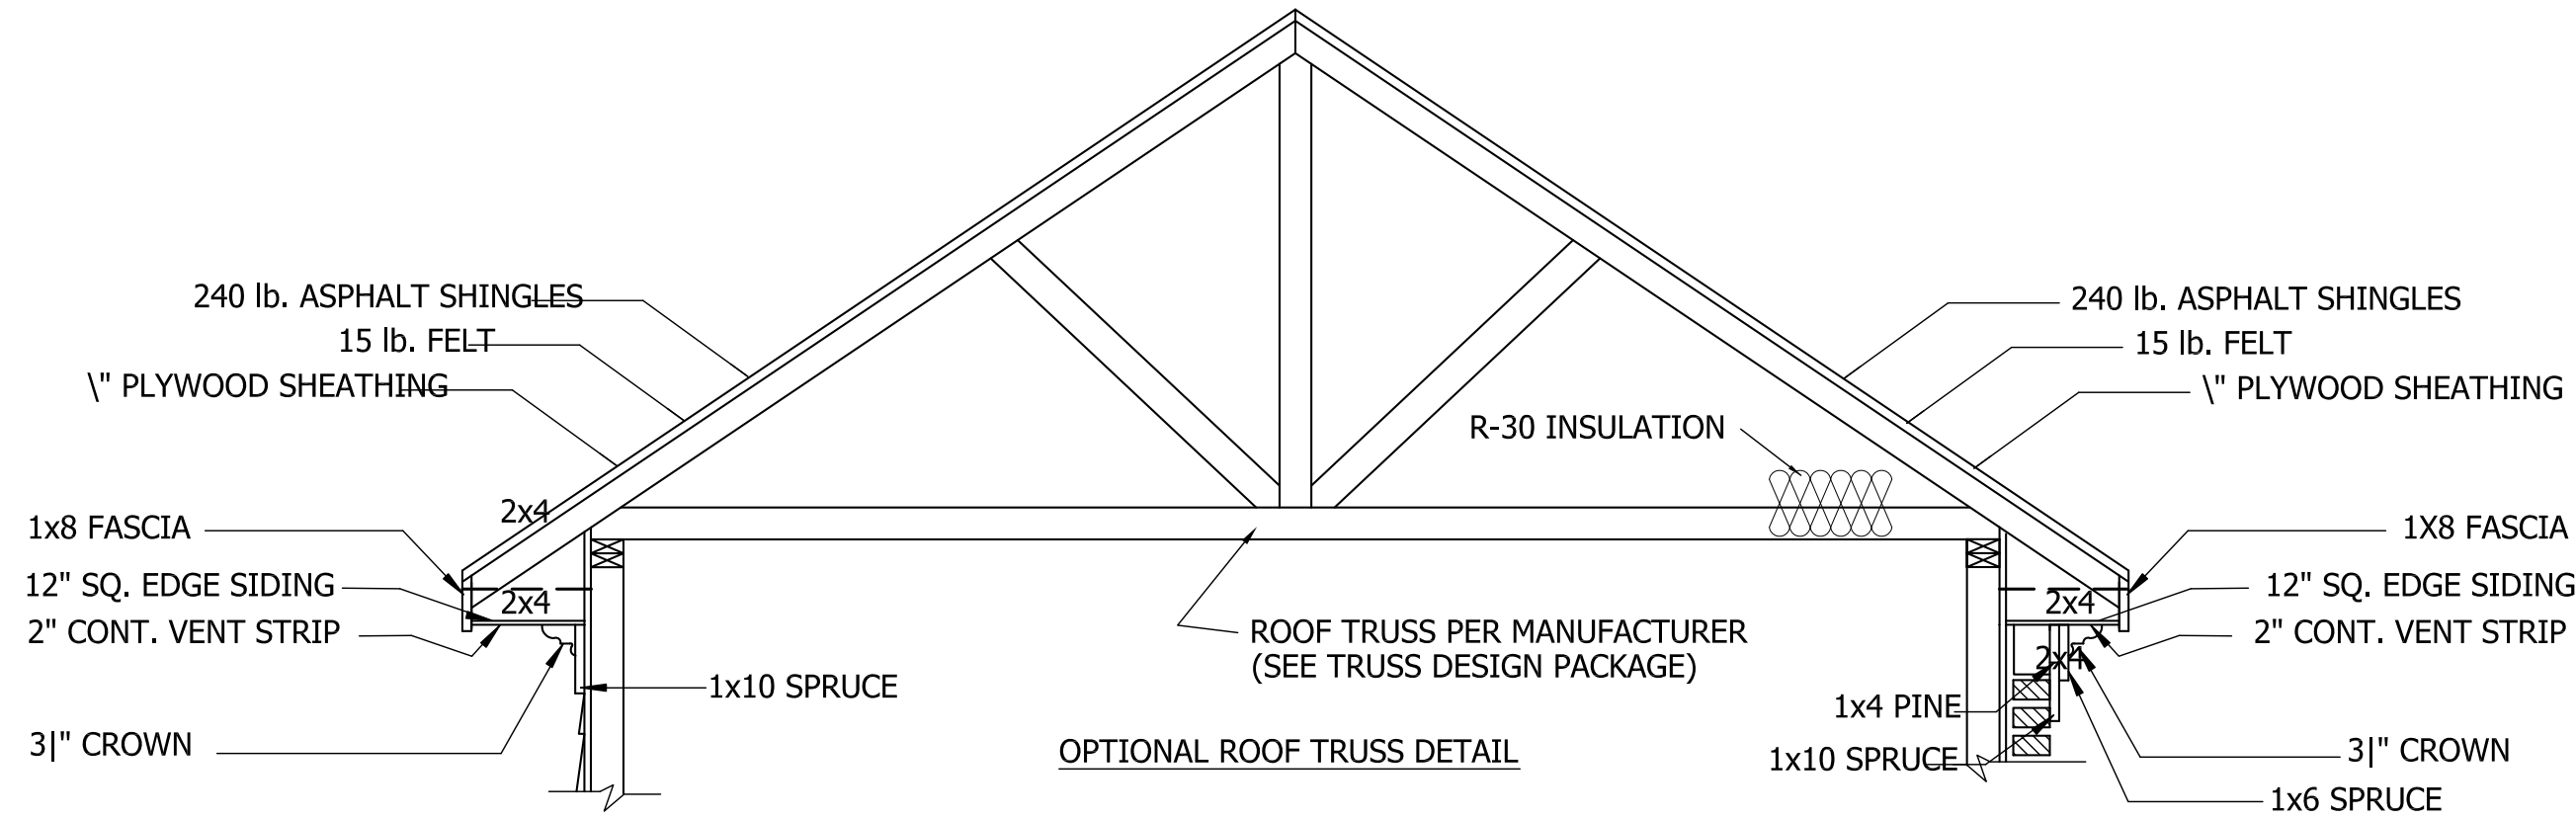 240 lb. ASPHALT SHINGLES
15 lb. FELT
\" PLYWOOD SHEATHING
2x4
1x8 FASCIA
12" SQ. EDGE SIDING
2x4
2" CONT. VENT STRIP
1x10 SPRUCE
3|" CROWN
R-30 INSULATION
ROOF TRUSS PER MANUFACTURER
(SEE TRUSS DESIGN PACKAGE)
OPTIONAL ROOF TRUSS DETAIL
240 lb. ASPHALT SHINGLES
15 lb. FELT
\" PLYWOOD SHEATHING
1X8 FASCIA
12" SQ. EDGE SIDING
2x4
2" CONT. VENT STRIP
2x4
1x4 PINE
1x10 SPRUCE
3|" CROWN
1x6 SPRUCE